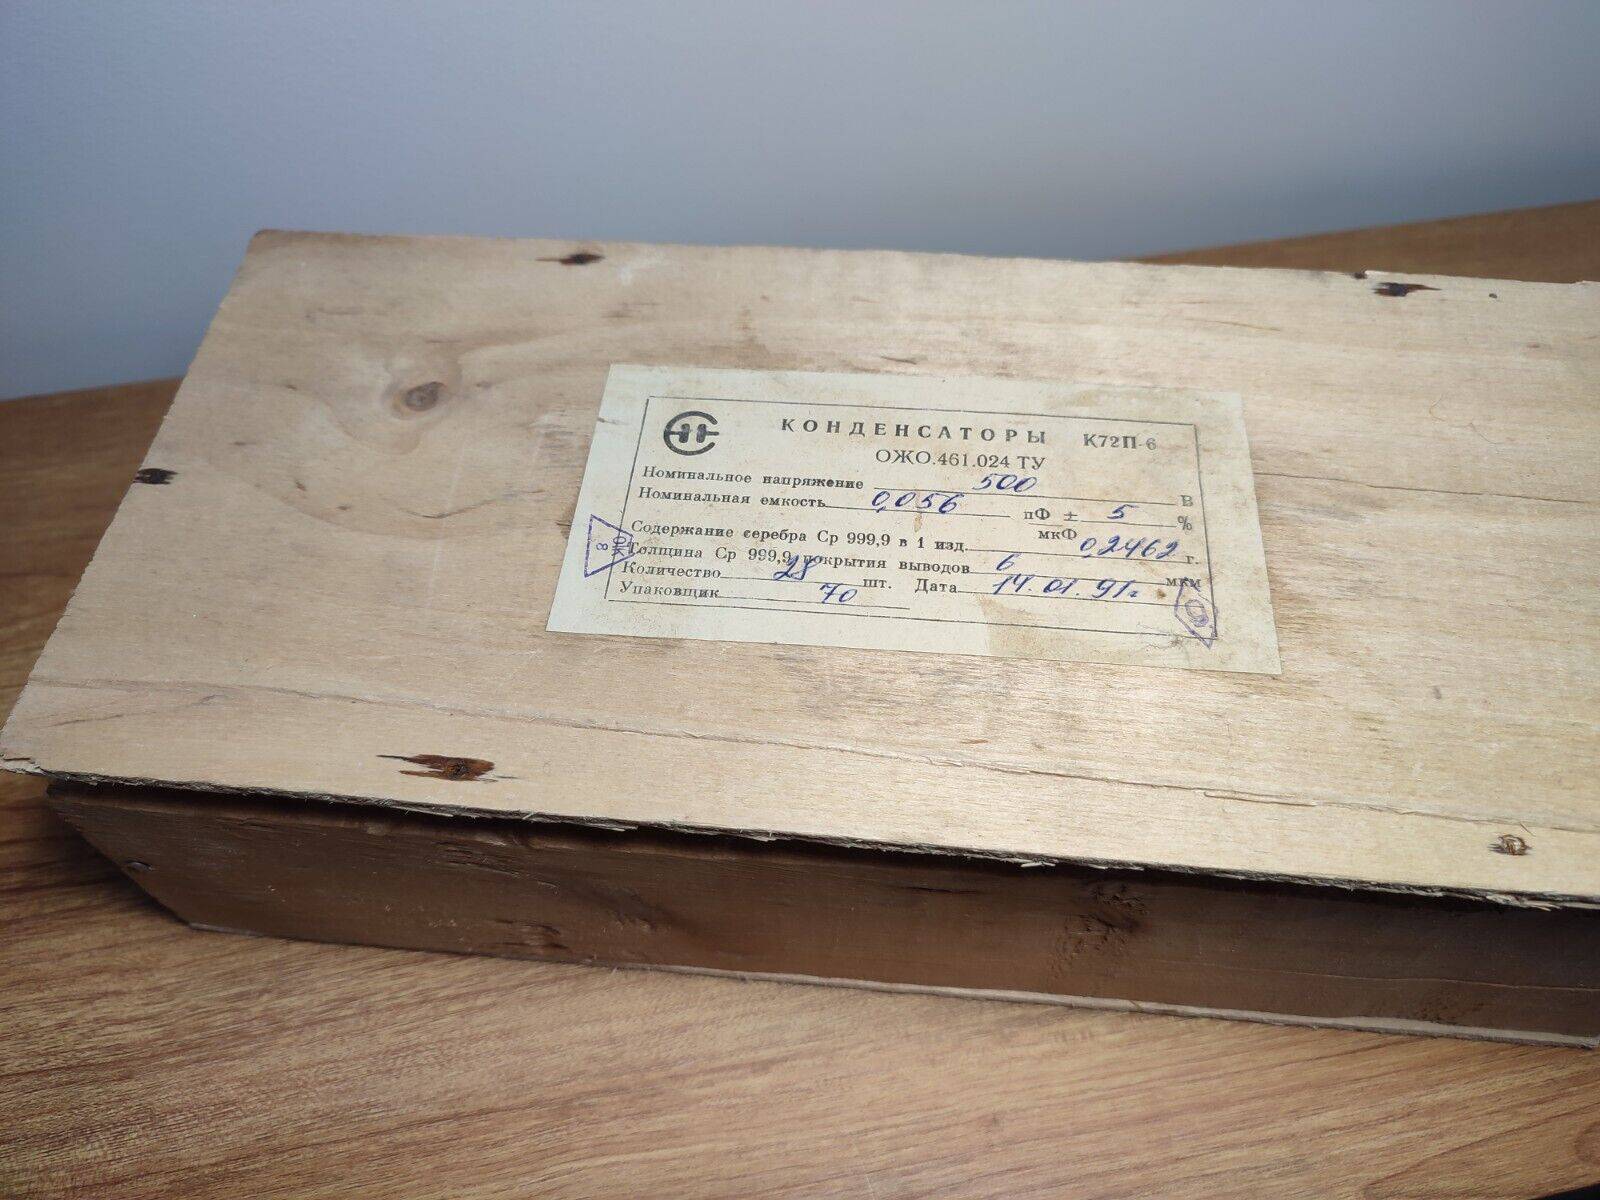 КОНДЕНСАТОРЫ К72П-6
ОЖО.461.024 ТУ
Номинальное напряжение 500 В
Номинальная емкость 0,056 пФ ± 5 %
мкФ
Содержание серебра Ср 999,9 в 1 изд. 0,2462 г.
Толщина Ср 999,9 покрытия выводов 6 мкм
Количество 28 шт. Дата 14.01.91г
Упаковщик 70
ОТК 8